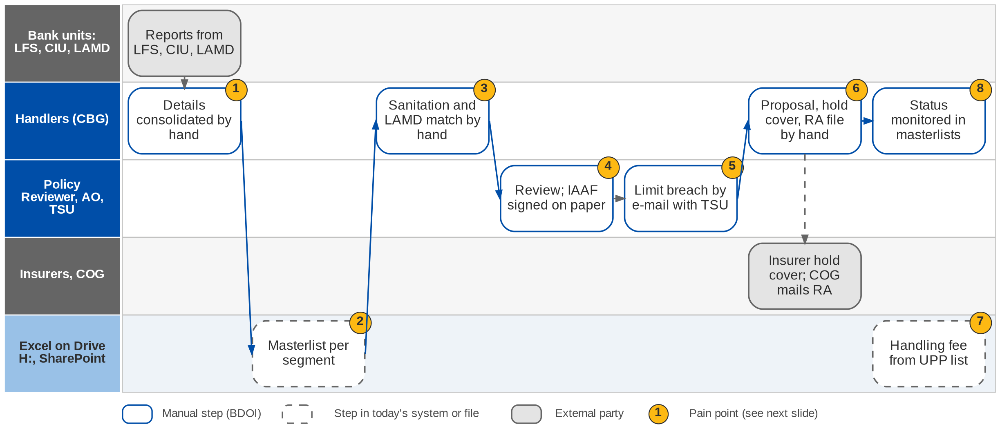 Bank units:
LFS, CIU, LAMD
Reports from
LFS, CIU, LAMD
Handlers (CBG)
1
Details
consolidated by
hand
3
Sanitation and
LAMD match by
hand
6
Proposal, hold
cover, RA file
by hand
8
Status
monitored in
masterlists
Policy
Reviewer, AO,
TSU
4
Review; IAAF
signed on paper
5
Limit breach by
e-mail with TSU
Insurers, COG
Insurer hold
cover; COG
mails RA
Excel on Drive
H:, SharePoint
2
Masterlist per
segment
7
Handling fee
from UPP list
Manual step (BDOI)
Step in today's system or file
External party
1
Pain point (see next slide)